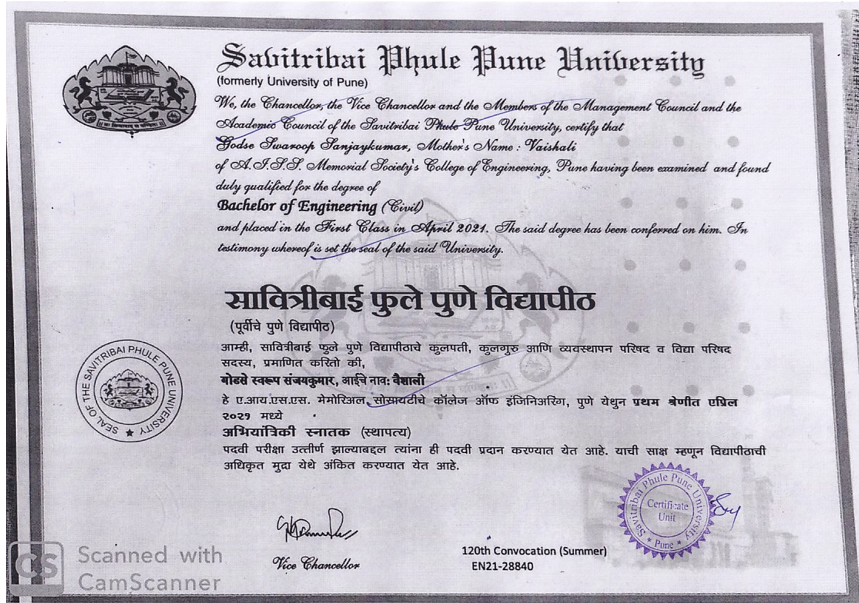 Savitribai Phule Pune University
(formerly University of Pune)
We, the Chancellor, the Vice Chancellor and the Members of the Management Council and the
Academic Council of the Savitribai Phule Pune University, certify that
Godse Swaroop Sanjaykumar, Mother's Name : Vaishali
of A.I.S.S. Memorial Society's College of Engineering, Pune having been examined and found
duly qualified for the degree of
Bachelor of Engineering (Civil)
and placed in the First Class in April 2021. The said degree has been conferred on him. In
testimony whereof is set the seal of the said University.
सावित्रीबाई फुले पुणे विद्यापीठ
(पूर्वीचे पुणे विद्यापीठ)
आम्ही, सावित्रीबाई फुले पुणे विद्यापीठाचे कुलपती, कुलगुरू आणि व्यवस्थापन परिषद व विद्या परिषद
सदस्य, प्रमाणित करितो की,
स्वरूप संजयकुमार, आईचे नाव: वैशाली
हे ए.आय.एस.एस. मेमोरिअल सोसायटीचे कॉलेज ऑफ इंजिनिअरिंग, पुणे येथुन प्रथम श्रेणीत एप्रिल
२०२१ मध्ये
अभियांत्रिकी स्नातक (स्थापत्य)
पदवी परीक्षा उत्तीर्ण झाल्याबद्दल त्यांना ही पदवी प्रदान करण्यात येत आहे. याची साक्ष म्हणून विद्यापीठाची
अधिकृत मुद्रा येथे अंकित करण्यात येत आहे.
SEAL OF THE SAVITRIBAI PHULE PUNE UNIVERSITY
Savitribai Phule Pune University
Certificate
Unit
Pune
Vice Chancellor
120th Convocation (Summer)
EN21-28840
CS
Scanned with
CamScanner